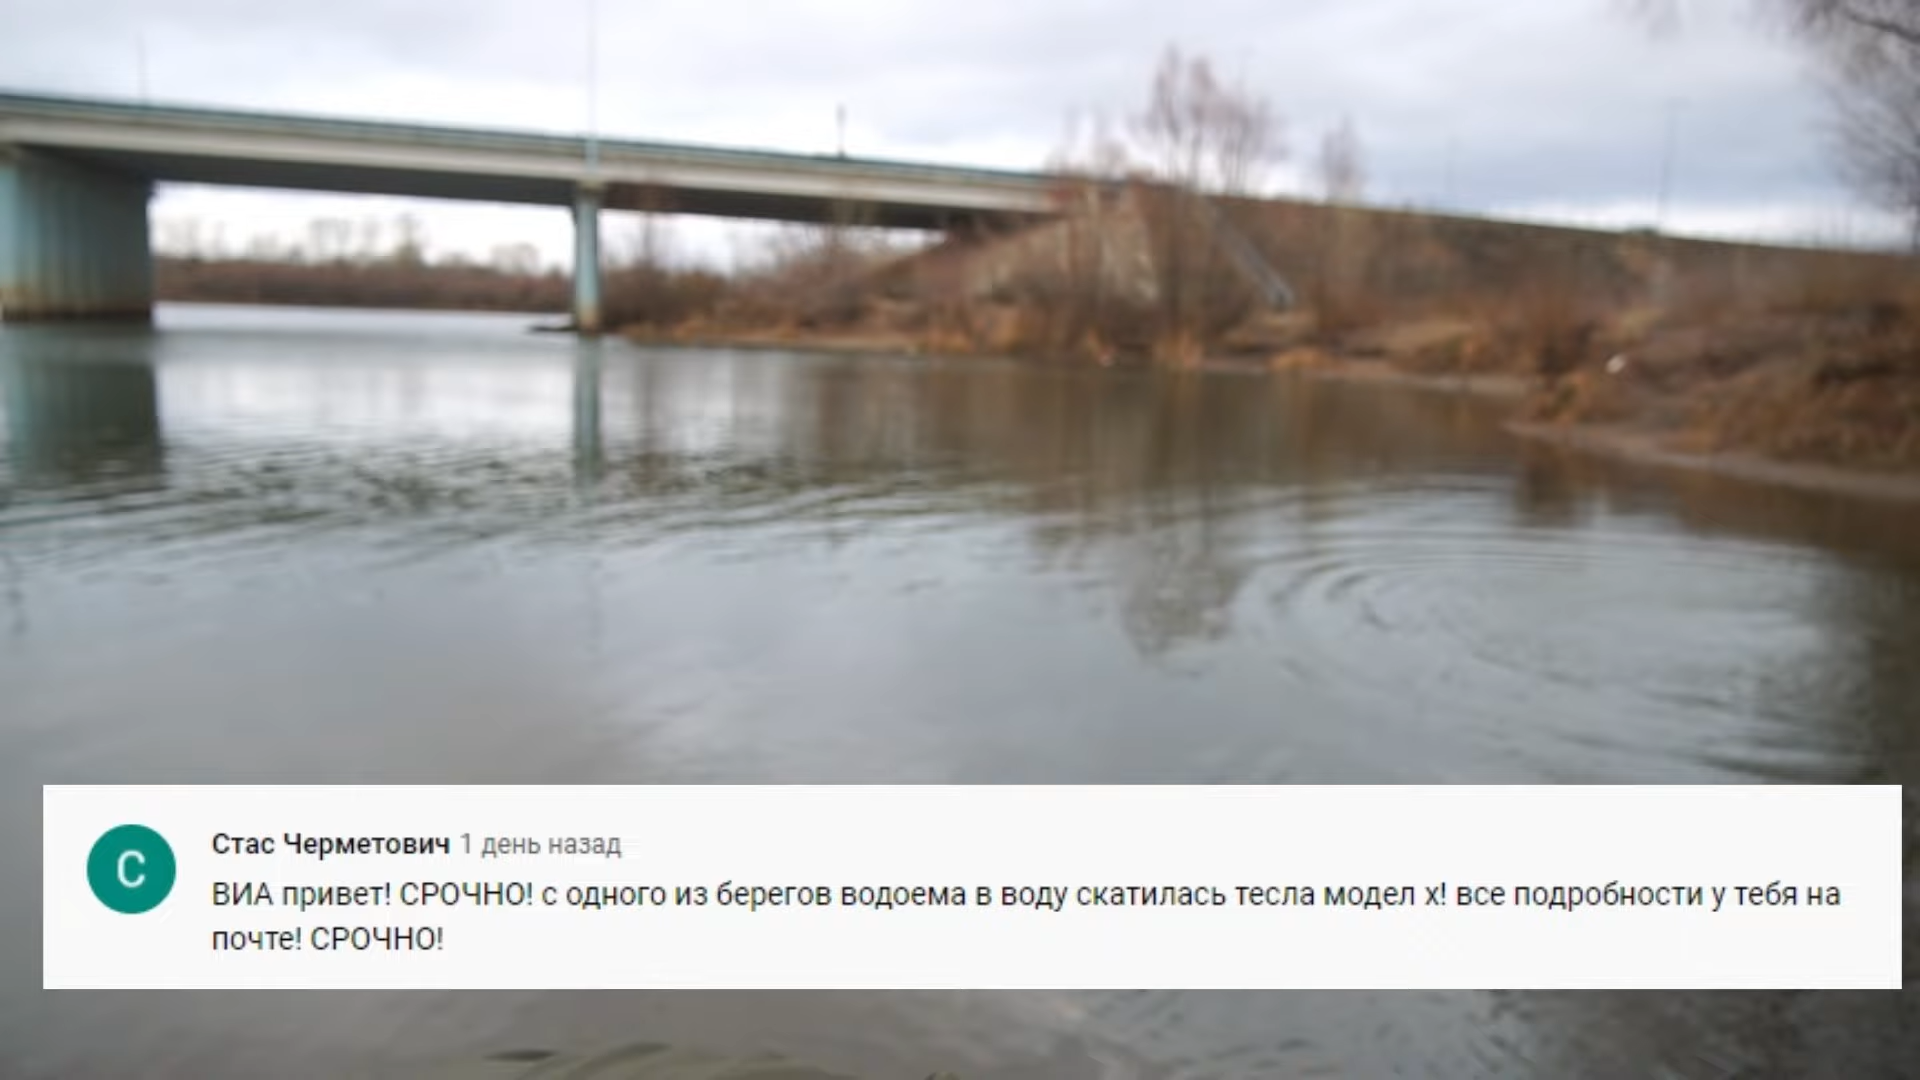 С
Стас Черметович 1 день назад
ВИА привет! СРОЧНО! с одного из берегов водоема в воду скатилась тесла модел х! все подробности у тебя на
почте! СРОЧНО!